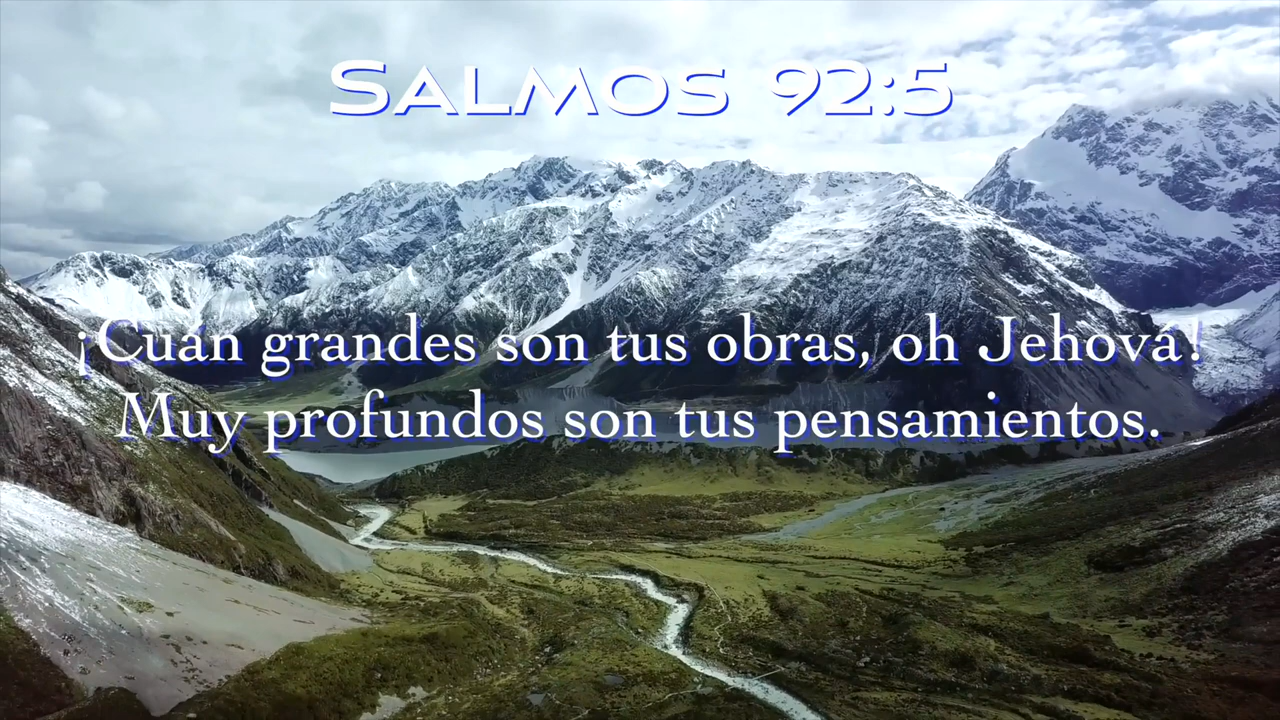 SALMOS 92:5
¡Cuán grandes son tus obras, oh Jehová!
Muy profundos son tus pensamientos.